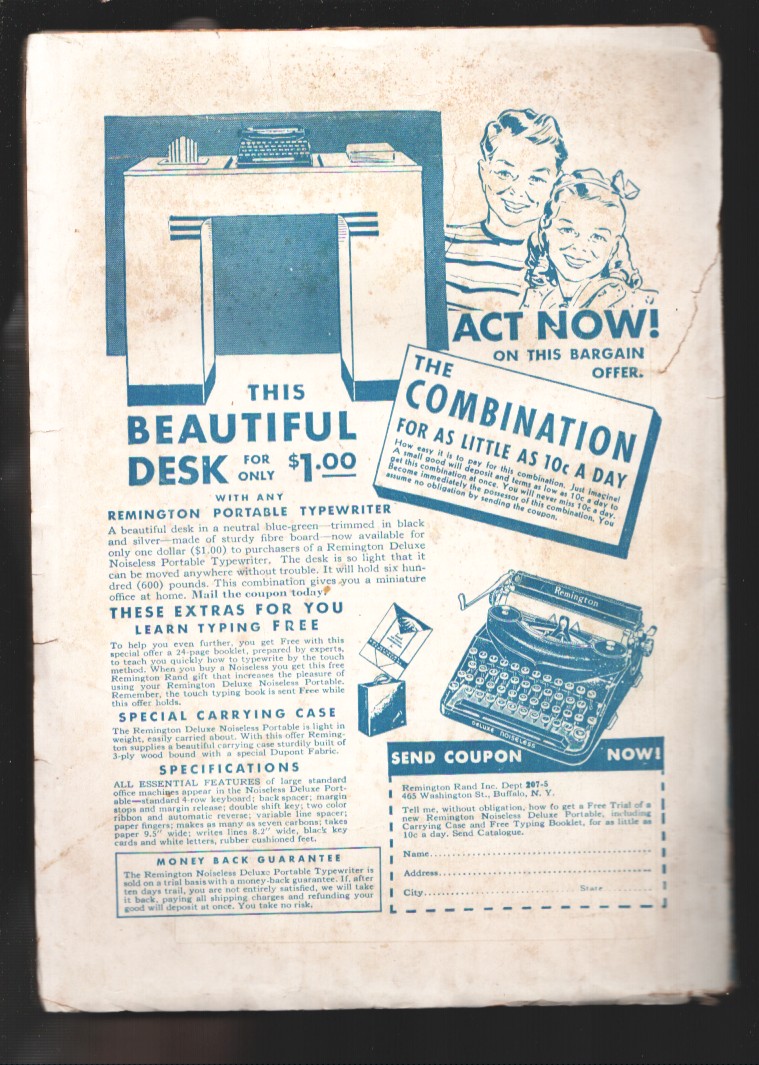 ACT NOW!
ON THIS BARGAIN
OFFER.
THE
COMBINATION
FOR AS LITTLE AS 10c A DAY
How easy it is to pay for this combination. Just imagine!
A small good will deposit and terms as low as 10c a day to
get this combination at once. You will never miss 10c a day.
Become immediately the possessor of this combination. You
assume no obligation by sending the coupon.
THIS
BEAUTIFUL
DESK FOR ONLY $1.00
WITH ANY
REMINGTON PORTABLE TYPEWRITER
A beautiful desk in a neutral blue-green—trimmed in black
and silver—made of sturdy fibre board—now available for
only one dollar ($1.00) to purchasers of a Remington Deluxe
Noiseless Portable Typewriter. The desk is so light that it
can be moved anywhere without trouble. It will hold six hun-
dred (600) pounds. This combination gives you a miniature
office at home. Mail the coupon today!
THESE EXTRAS FOR YOU
LEARN TYPING FREE
To help you even further, you get Free with this
special offer a 24-page booklet, prepared by experts,
to teach you quickly how to typewrite by the touch
method. When you buy a Noiseless you get this free
Remington Rand gift that increases the pleasure of
using your Remington Deluxe Noiseless Portable.
Remember, the touch typing book is sent Free while
this offer holds.
SPECIAL CARRYING CASE
The Remington Deluxe Noiseless Portable is light in
weight, easily carried about. With this offer Reming-
ton supplies a beautiful carrying case sturdily built of
3-ply wood bound with a special Dupont Fabric.
SPECIFICATIONS
ALL ESSENTIAL FEATURES of large standard
office machines appear in the Noiseless Deluxe Port-
able—standard 4-row keyboard; back spacer; margin
stops and margin release; double shift key; two color
ribbon and automatic reverse; variable line spacer;
paper fingers; makes as many as seven carbons; takes
paper 9.5" wide; writes lines 8.2" wide, black key
cards and white letters, rubber cushioned feet.
MONEY BACK GUARANTEE
The Remington Noiseless Deluxe Portable Typewriter is
sold on a trial basis with a money-back guarantee. If, after
ten days trail, you are not entirely satisfied, we will take
it back, paying all shipping charges and refunding your
good will deposit at once. You take no risk.
Remington
DELUXE NOISELESS
SEND COUPON NOW!
Remington Rand Inc. Dept 207-5
465 Washington St., Buffalo, N. Y.
Tell me, without obligation, how to get a Free Trial of a
new Remington Noiseless Deluxe Portable, including
Carrying Case and Free Typing Booklet, for as little as
10c a day. Send Catalogue.
Name
Address
City State